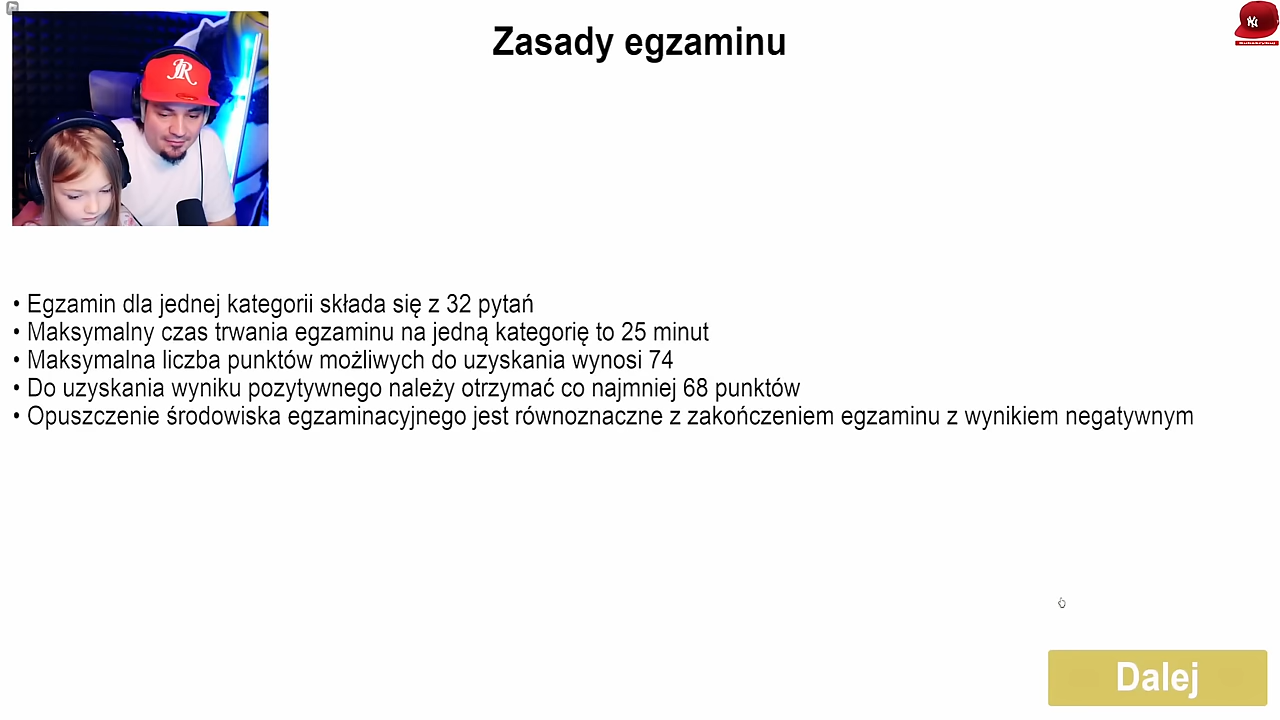 Zasady egzaminu
• Egzamin dla jednej kategorii składa się z 32 pytań
• Maksymalny czas trwania egzaminu na jedną kategorię to 25 minut
• Maksymalna liczba punktów możliwych do uzyskania wynosi 74
• Do uzyskania wyniku pozytywnego należy otrzymać co najmniej 68 punktów
• Opuszczenie środowiska egzaminacyjnego jest równoznaczne z zakończeniem egzaminu z wynikiem negatywnym
Dalej